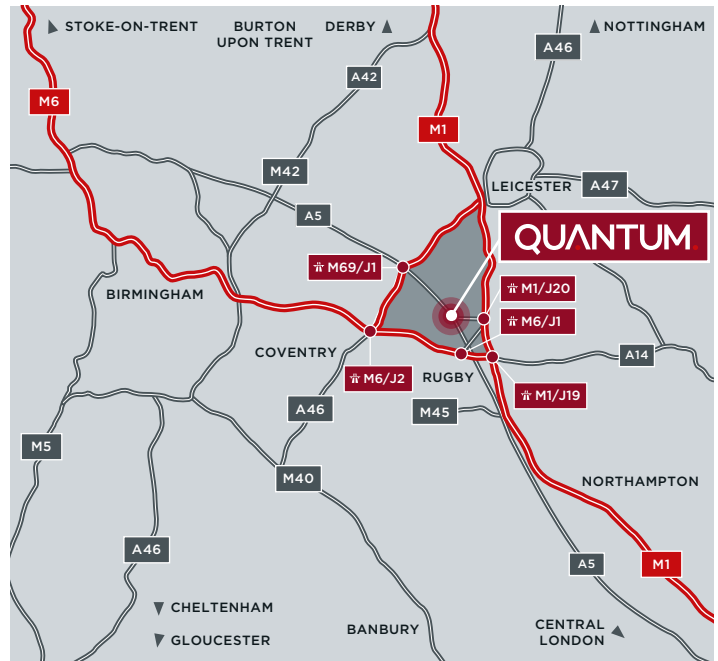 STOKE-ON-TRENT
BURTON
UPON TRENT
DERBY
NOTTINGHAM
A46
A42
M6
M1
M42
LEICESTER
A47
A5
QUANTUM
M69/J1
BIRMINGHAM
M1/J20
M6/J1
COVENTRY
A14
M6/J2
RUGBY
M1/J19
A46
M45
M5
M40
NORTHAMPTON
A46
A5
M1
CHELTENHAM
GLOUCESTER
BANBURY
CENTRAL
LONDON